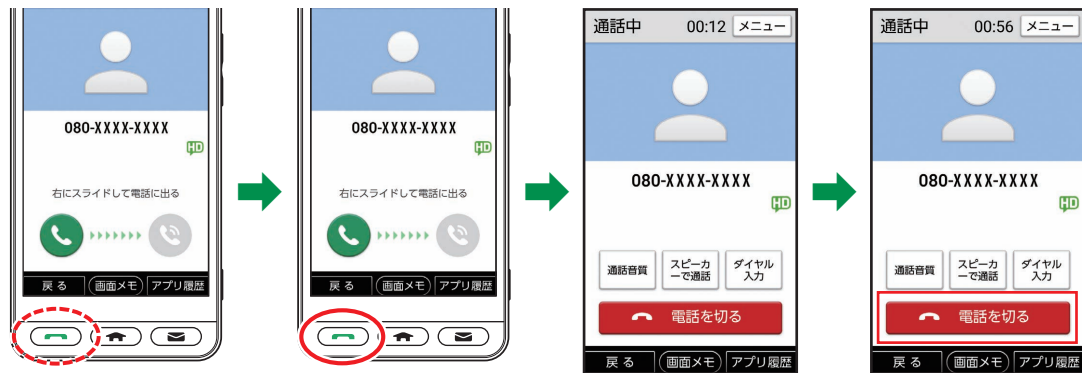 080-XXXX-XXXX
HD
右にスライドして電話に出る
戻る 画面メモ アプリ履歴
080-XXXX-XXXX
HD
右にスライドして電話に出る
戻る 画面メモ アプリ履歴
通話中 00:12 メニュー
080-XXXX-XXXX
HD
通話音質 スピーカ ダイヤル
ーで通話 入力
電話を切る
戻る 画面メモ アプリ履歴
通話中 00:56 メニュー
080-XXXX-XXXX
HD
通話音質 スピーカ ダイヤル
ーで通話 入力
電話を切る
戻る 画面メモ アプリ履歴